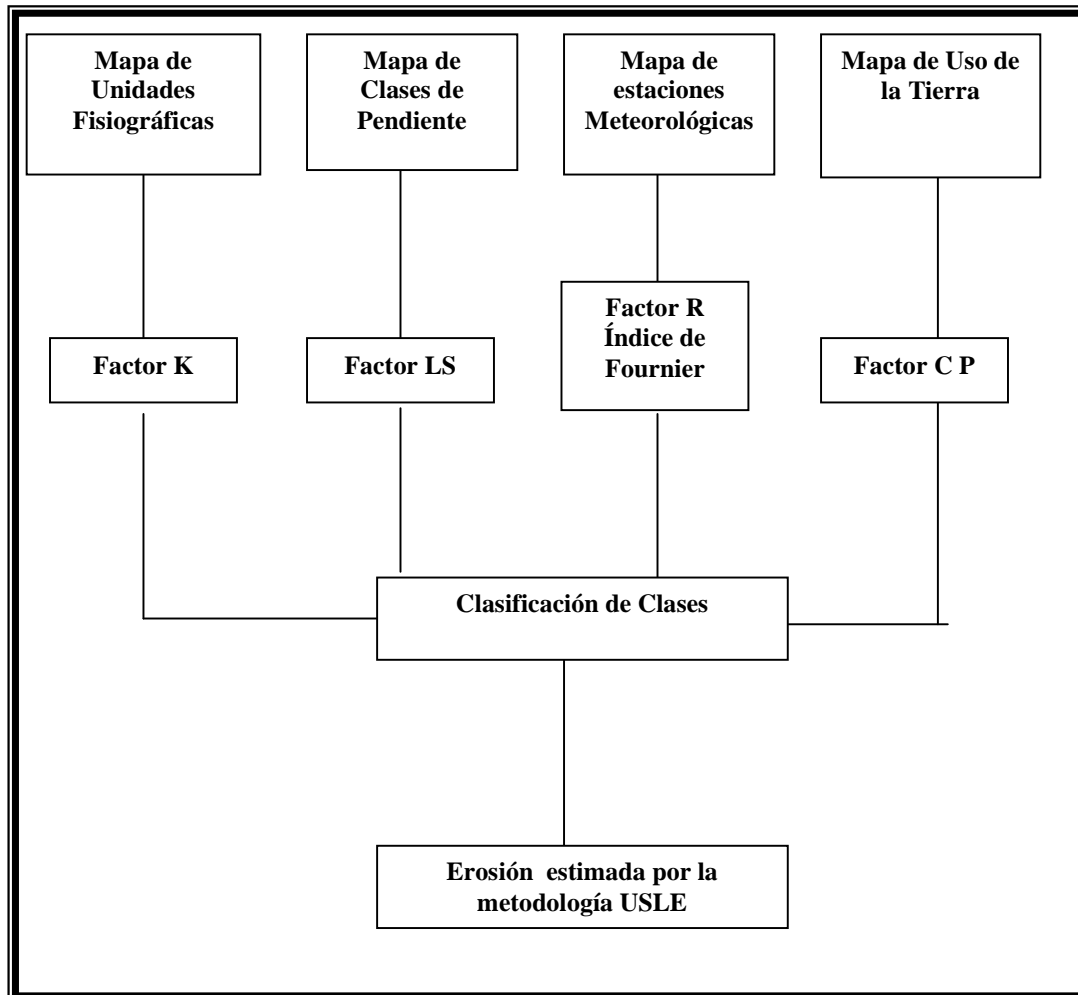 Mapa de
Unidades
Fisiográficas
Mapa de
Clases de
Pendiente
Mapa de
estaciones
Meteorológicas
Mapa de Uso de
la Tierra
Factor K
Factor LS
Factor R
Índice de
Fournier
Factor C P
Clasificación de Clases
Erosión estimada por la
metodología USLE